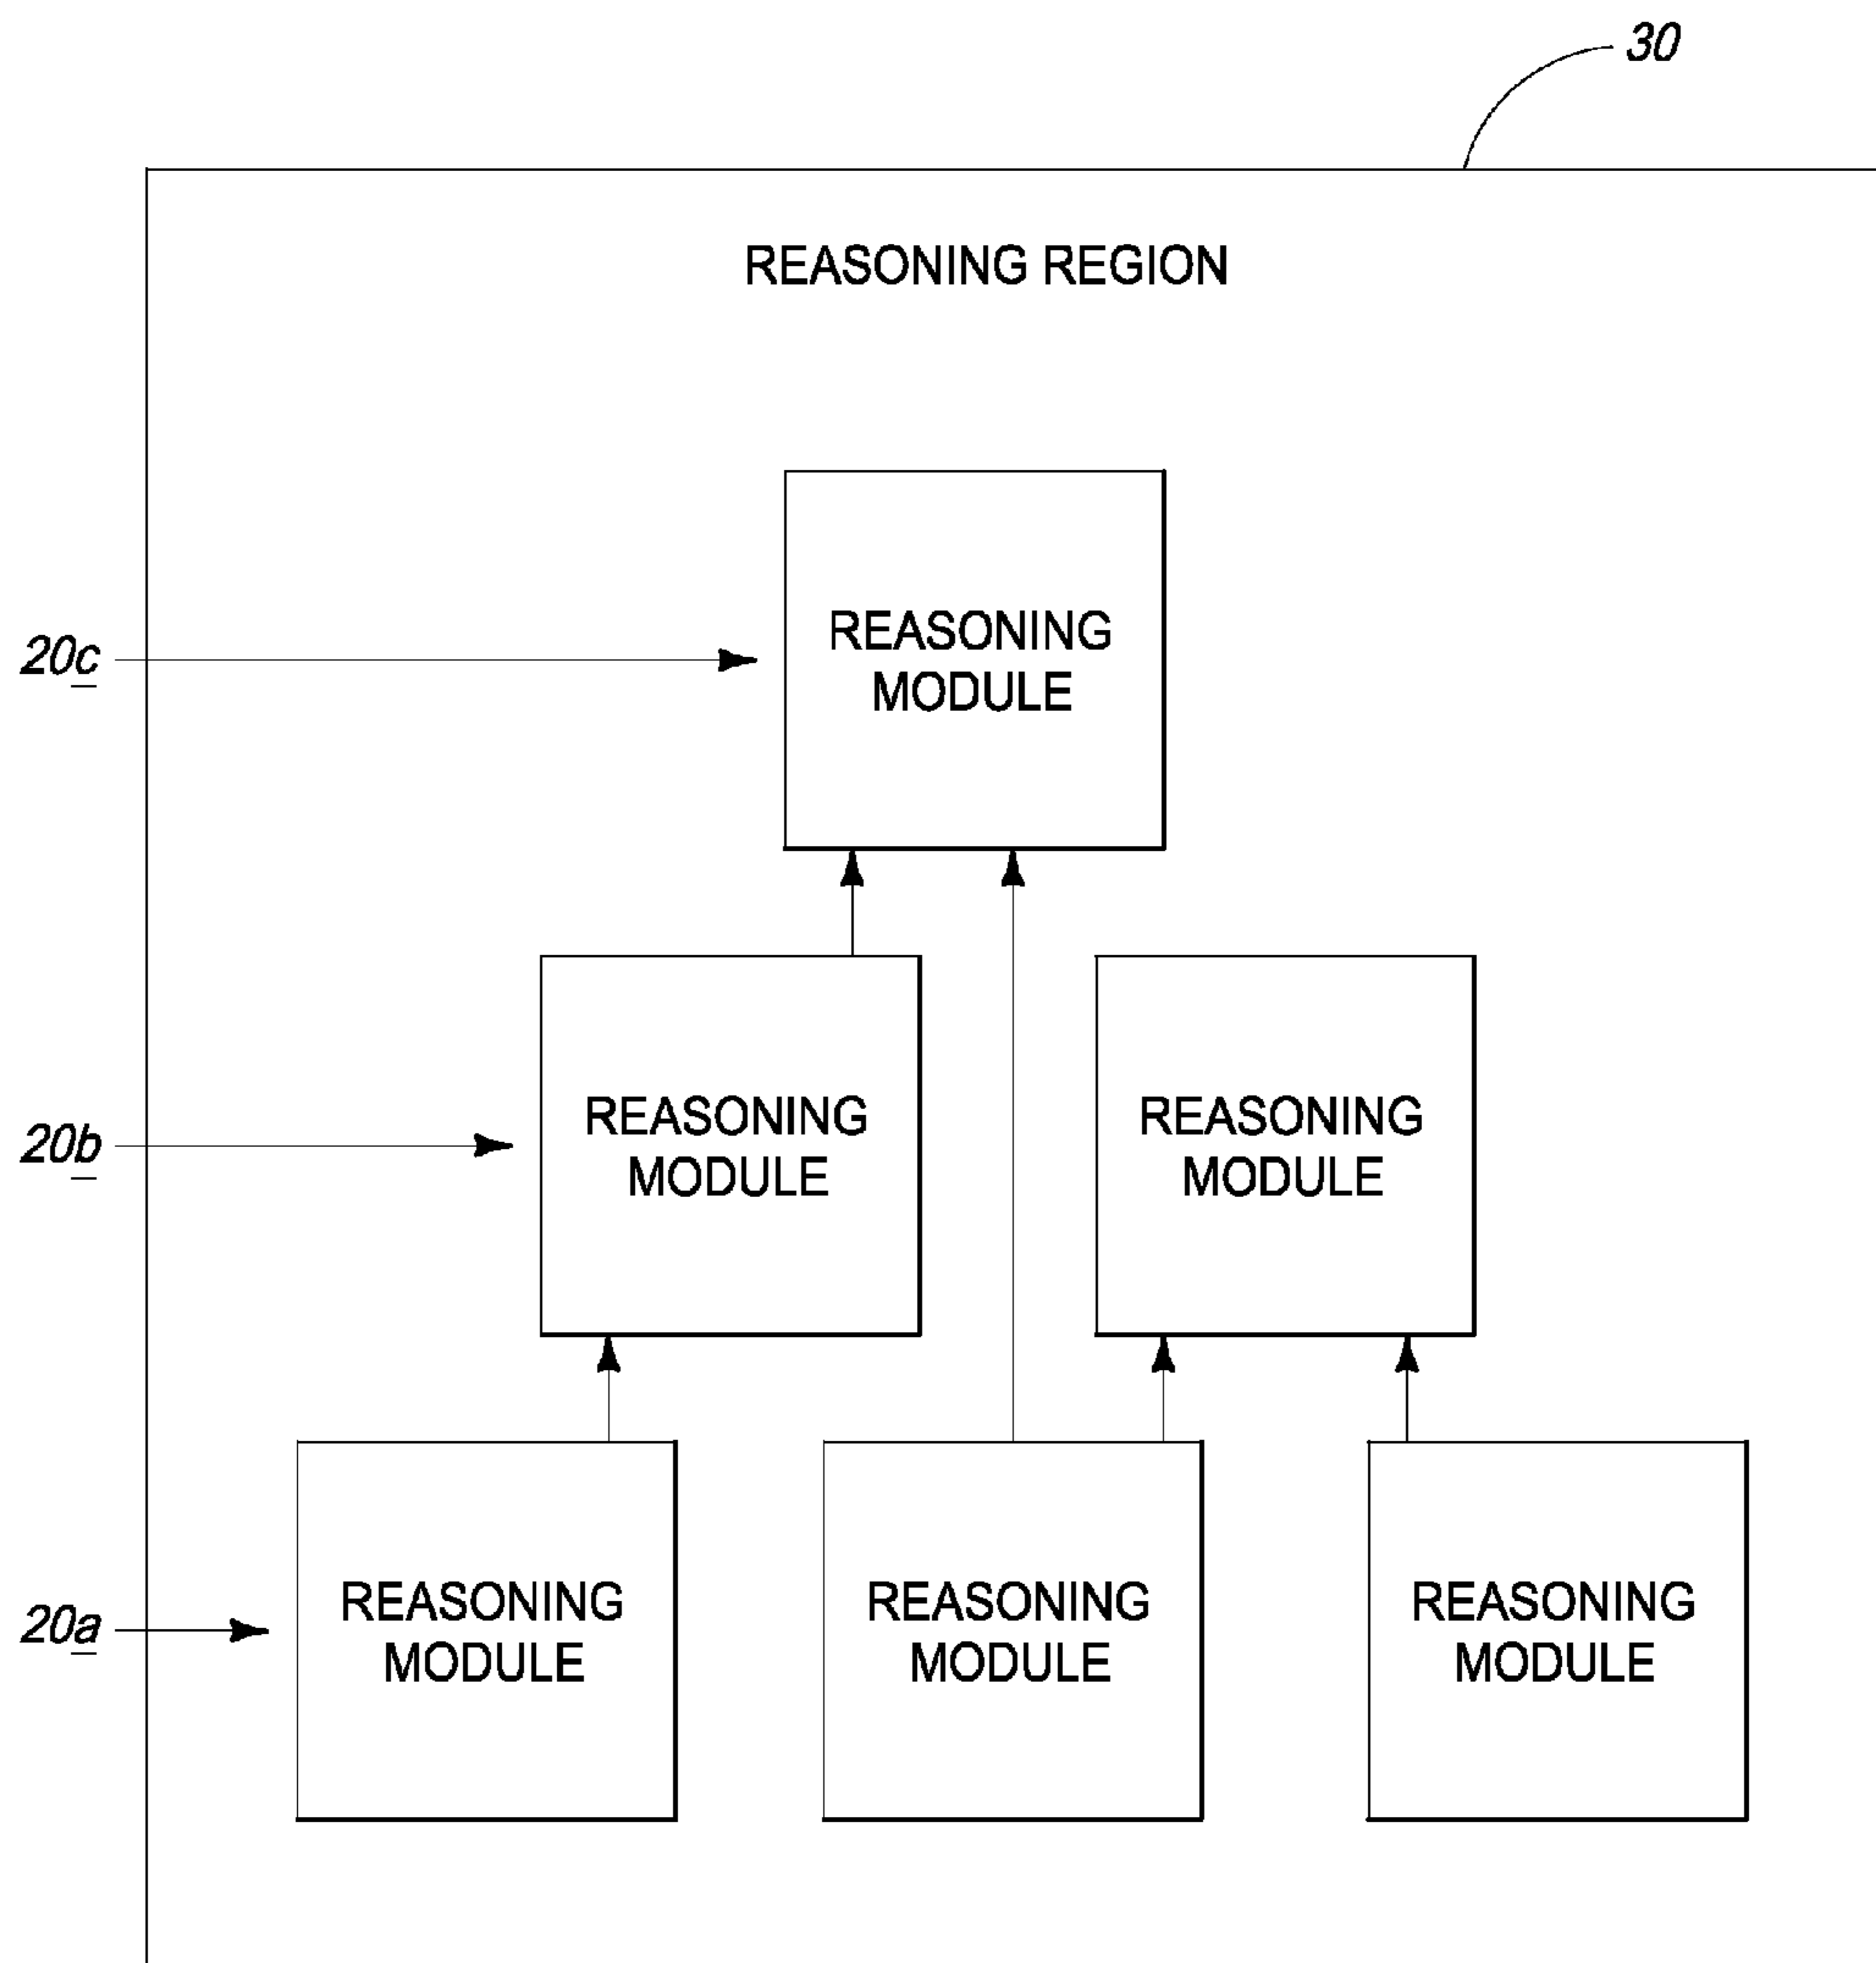 30
REASONING REGION
REASONING
MODULE
20c
REASONING
MODULE
REASONING
MODULE
20b
REASONING
MODULE
REASONING
MODULE
REASONING
MODULE
20a